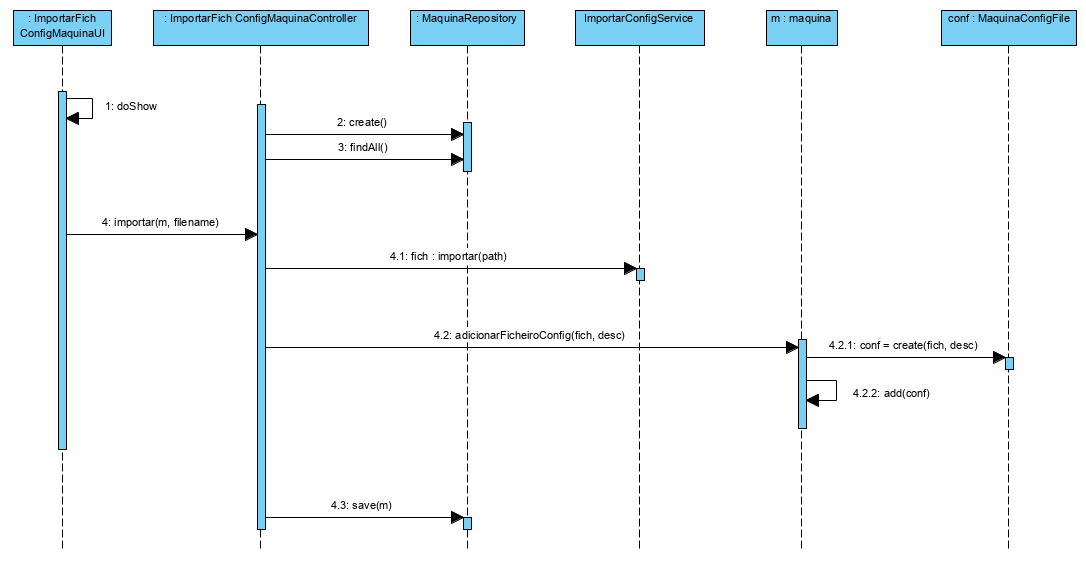 : ImportarFich
ConfigMaquinaUI
: ImportarFich ConfigMaquinaController
: MaquinaRepository
ImportarConfigService
m : maquina
conf : MaquinaConfigFile
1: doShow
2: create()
3: findAll()
4: importar(m, filename)
4.1: fich : importar(path)
4.2: adicionarFicheiroConfig(fich, desc)
4.2.1: conf = create(fich, desc)
4.2.2: add(conf)
4.3: save(m)